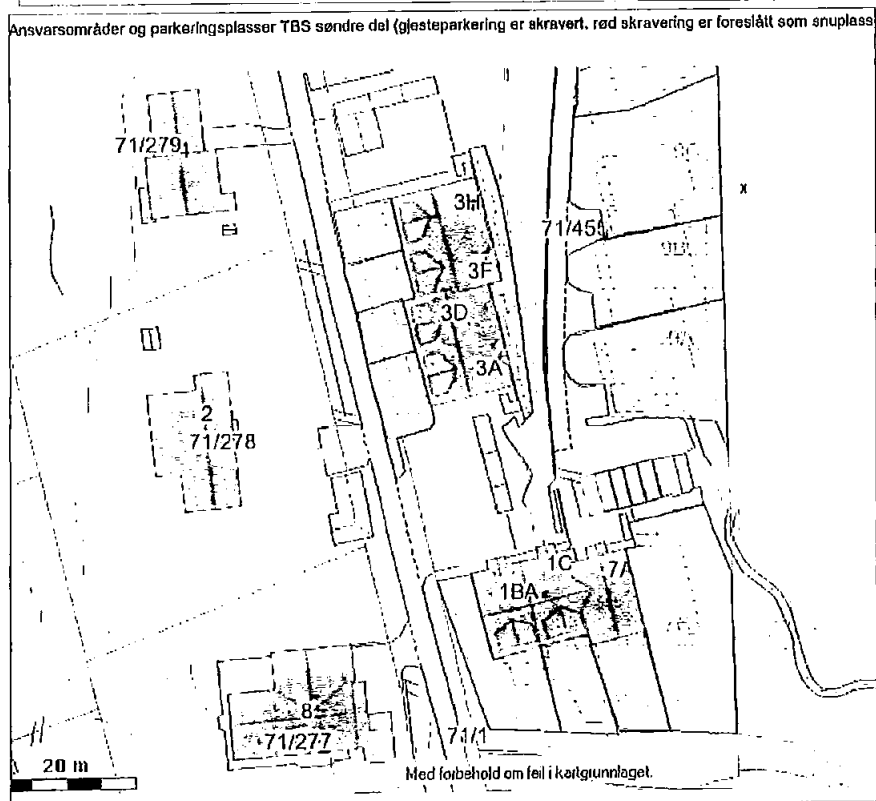 Ansvarsområder og parkeringsplasser TBS søndre del (gjesteparkering er skravert, rød skravering er foreslått som snuplass
71/279
3H
x
71/455
3F
3D
3A
2
71/278
1C
7A
1BA
8
71/277
71/1
20 m
Med forbehold om feil i kartgrunnlaget.